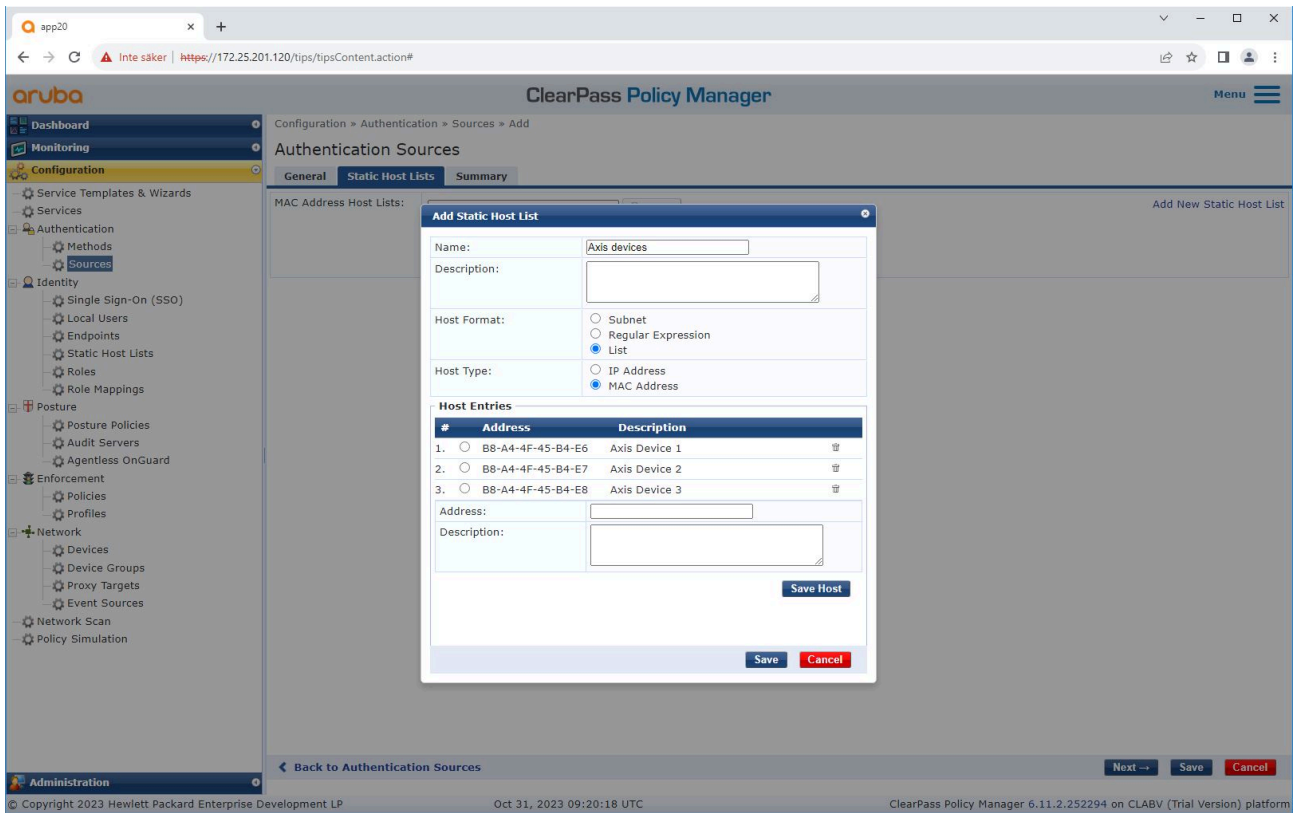 app20
Inte säker | https://172.25.201.120/tips/tipsContent.action#
aruba
ClearPass Policy Manager
Menu
Dashboard
Monitoring
Configuration
Service Templates & Wizards
Services
Authentication
Methods
Sources
Identity
Single Sign-On (SSO)
Local Users
Endpoints
Static Host Lists
Roles
Role Mappings
Posture
Posture Policies
Audit Servers
Agentless OnGuard
Enforcement
Policies
Profiles
Network
Devices
Device Groups
Proxy Targets
Event Sources
Network Scan
Policy Simulation
Administration
Configuration » Authentication » Sources » Add
Authentication Sources
General Static Host Lists Summary
MAC Address Host Lists:
Add New Static Host List
Add Static Host List
Name: Axis devices
Description:
Host Format: Subnet
Regular Expression
List
Host Type: IP Address
MAC Address
Host Entries
# Address Description
1. B8-A4-4F-45-B4-E6 Axis Device 1
2. B8-A4-4F-45-B4-E7 Axis Device 2
3. B8-A4-4F-45-B4-E8 Axis Device 3
Address:
Description:
Save Host
Save Cancel
Back to Authentication Sources
Next → Save Cancel
© Copyright 2023 Hewlett Packard Enterprise Development LP Oct 31, 2023 09:20:18 UTC ClearPass Policy Manager 6.11.2.252294 on CLABV (Trial Version) platform